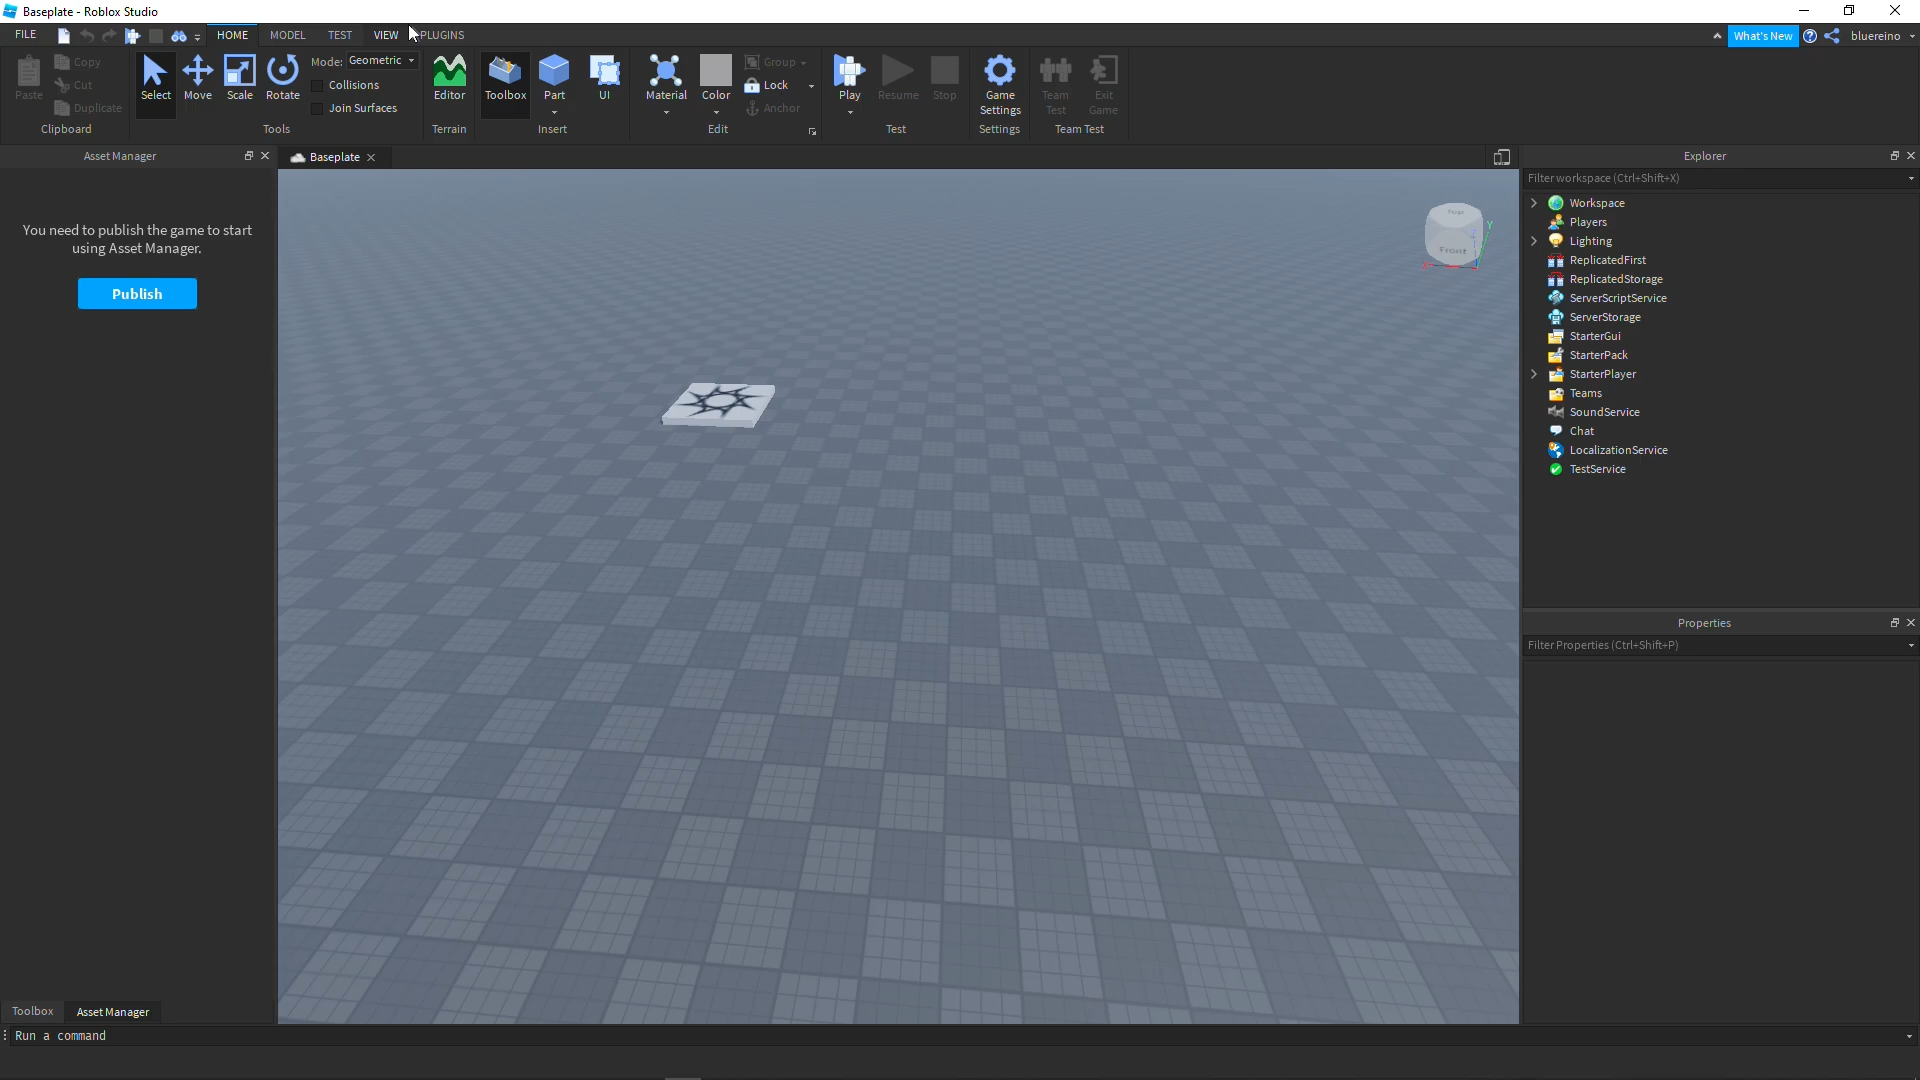 Baseplate - Roblox Studio
FILE HOME MODEL TEST VIEW PLUGINS What's New bluereino
Paste Copy Cut Duplicate Clipboard
Select Move Scale Rotate Mode: Geometric
Collisions
Join Surfaces
Tools
Editor
Terrain
Toolbox Part UI
Insert
Material Color Group Lock Anchor
Edit
Play Resume Stop
Test
Game Settings
Settings
Team Test Exit Game
Team Test
Asset Manager
You need to publish the game to start
using Asset Manager.
Publish
Toolbox Asset Manager
Baseplate
Top
Front
Y
Z
Explorer
Filter workspace (Ctrl+Shift+X)
Workspace
Players
Lighting
ReplicatedFirst
ReplicatedStorage
ServerScriptService
ServerStorage
StarterGui
StarterPack
StarterPlayer
Teams
SoundService
Chat
LocalizationService
TestService
Properties
Filter Properties (Ctrl+Shift+P)
Run a command